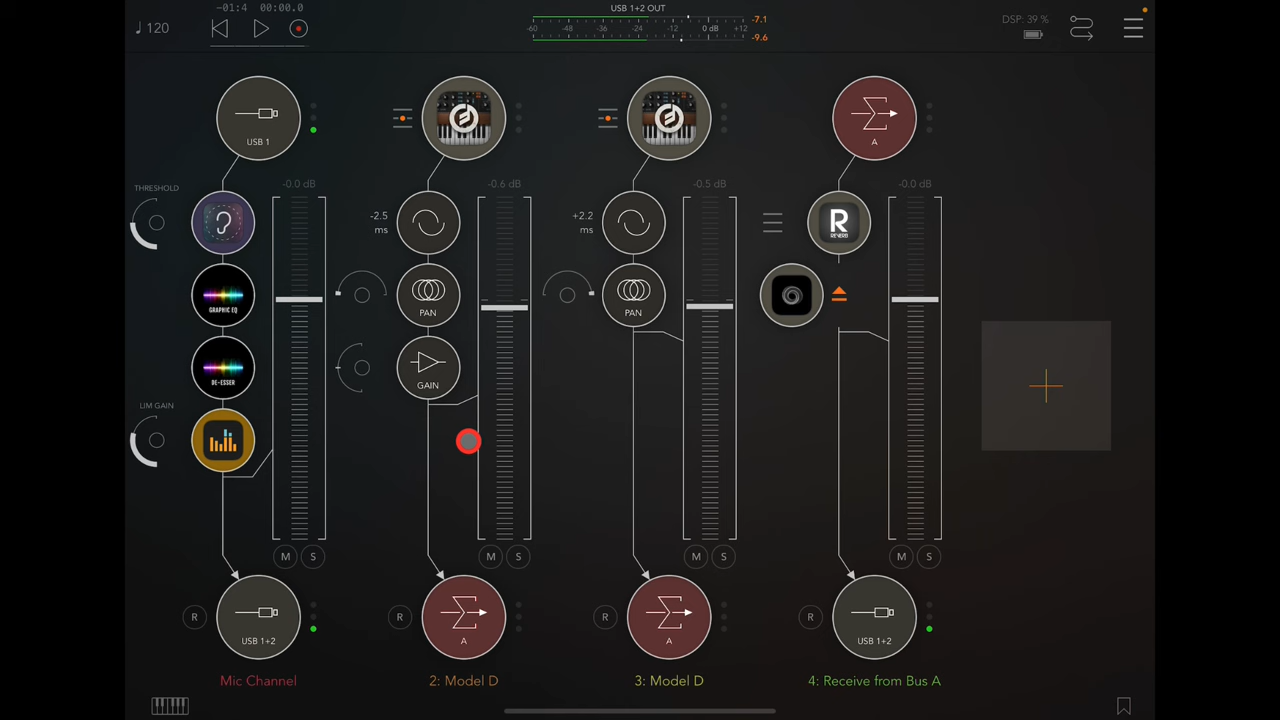 -01:4 00:00.0
120
USB 1+2 OUT
-60 -48 -36 -24 -12 0 dB +12
-7.1
-9.6
DSP: 39 %
USB 1
A
THRESHOLD
-0.0 dB
-2.5
ms
-0.6 dB
+2.2
ms
-0.5 dB
R
REVERB
-0.0 dB
GRAPHIC EQ
PAN
PAN
DE-ESSER
GAIN
LIM GAIN
M S
M S
M S
M S
R
USB 1+2
R
A
R
A
R
USB 1+2
Mic Channel
2: Model D
3: Model D
4: Receive from Bus A